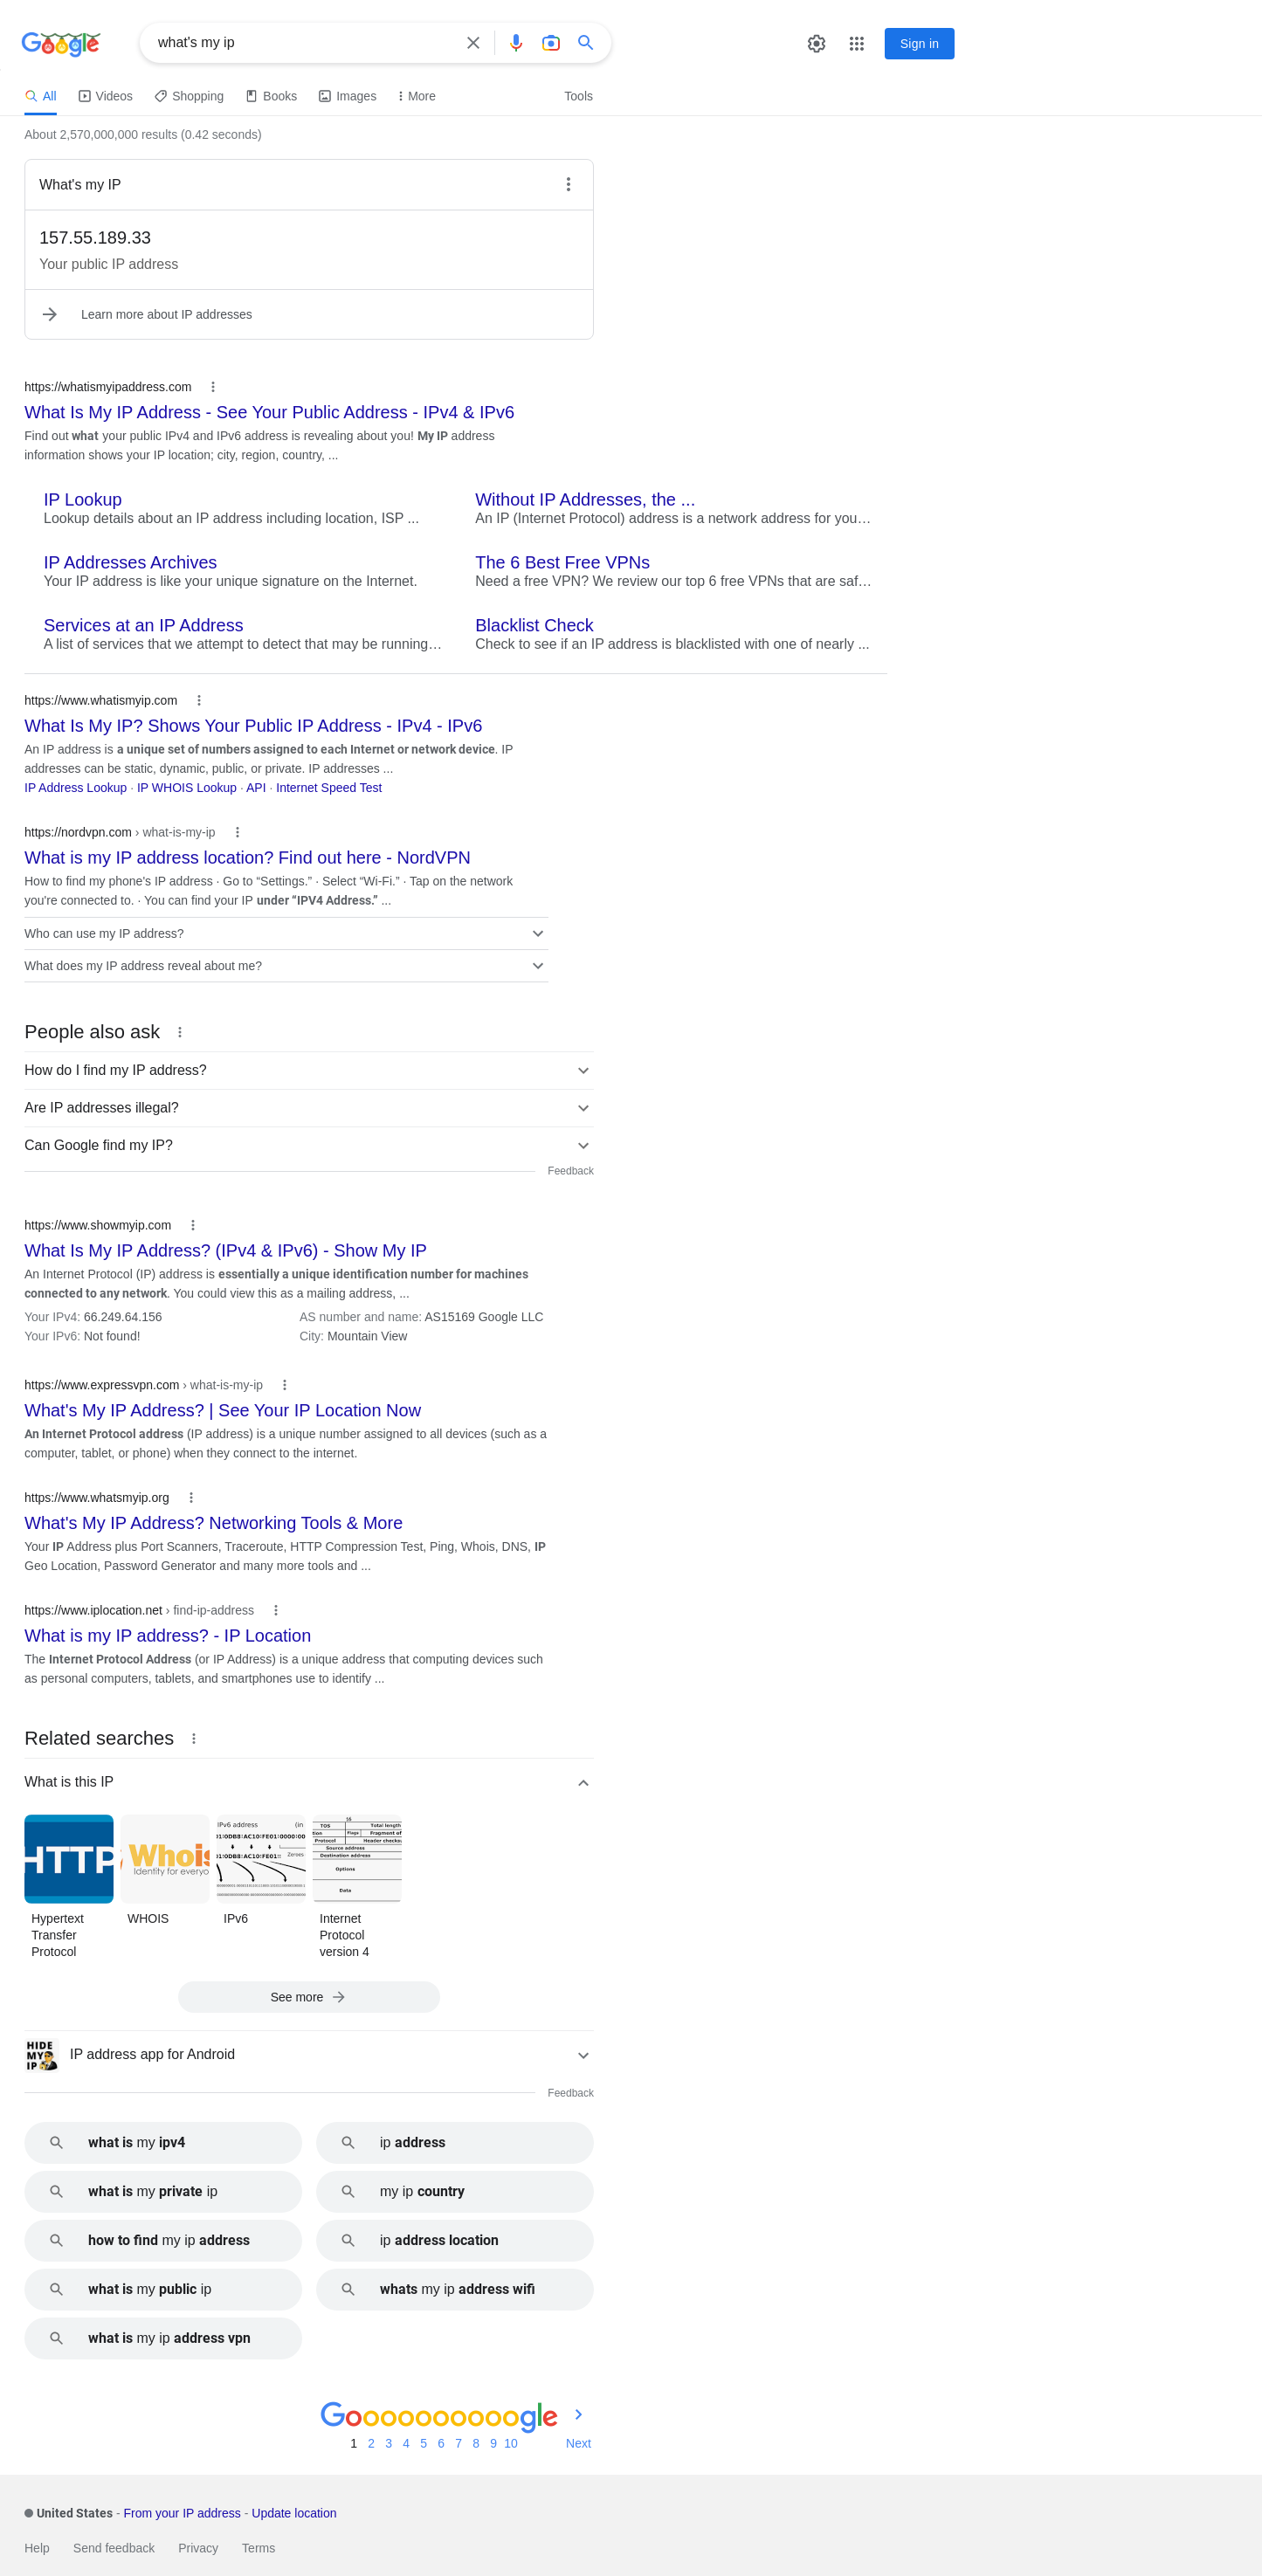 Google
what's my ip
Sign in
All
Videos
Shopping
Books
Images
More
Tools
About 2,570,000,000 results (0.42 seconds)
What's my IP
157.55.189.33
Your public IP address
Learn more about IP addresses
https://whatismyipaddress.com
What Is My IP Address - See Your Public Address - IPv4 & IPv6
Find out what your public IPv4 and IPv6 address is revealing about you! My IP address
information shows your IP location; city, region, country, ...
IP Lookup
Lookup details about an IP address including location, ISP ...
Without IP Addresses, the ...
An IP (Internet Protocol) address is a network address for you…
IP Addresses Archives
Your IP address is like your unique signature on the Internet.
The 6 Best Free VPNs
Need a free VPN? We review our top 6 free VPNs that are saf…
Services at an IP Address
A list of services that we attempt to detect that may be running…
Blacklist Check
Check to see if an IP address is blacklisted with one of nearly ...
https://www.whatismyip.com
What Is My IP? Shows Your Public IP Address - IPv4 - IPv6
An IP address is a unique set of numbers assigned to each Internet or network device. IP
addresses can be static, dynamic, public, or private. IP addresses ...
IP Address Lookup · IP WHOIS Lookup · API · Internet Speed Test
https://nordvpn.com › what-is-my-ip
What is my IP address location? Find out here - NordVPN
How to find my phone's IP address · Go to “Settings.” · Select “Wi-Fi.” · Tap on the network
you're connected to. · You can find your IP under “IPV4 Address.” ...
Who can use my IP address?
What does my IP address reveal about me?
People also ask
How do I find my IP address?
Are IP addresses illegal?
Can Google find my IP?
Feedback
https://www.showmyip.com
What Is My IP Address? (IPv4 & IPv6) - Show My IP
An Internet Protocol (IP) address is essentially a unique identification number for machines
connected to any network. You could view this as a mailing address, ...
Your IPv4: 66.249.64.156
AS number and name: AS15169 Google LLC
Your IPv6: Not found!
City: Mountain View
https://www.expressvpn.com › what-is-my-ip
What's My IP Address? | See Your IP Location Now
An Internet Protocol address (IP address) is a unique number assigned to all devices (such as a
computer, tablet, or phone) when they connect to the internet.
https://www.whatsmyip.org
What's My IP Address? Networking Tools & More
Your IP Address plus Port Scanners, Traceroute, HTTP Compression Test, Ping, Whois, DNS, IP
Geo Location, Password Generator and many more tools and ...
https://www.iplocation.net › find-ip-address
What is my IP address? - IP Location
The Internet Protocol Address (or IP Address) is a unique address that computing devices such
as personal computers, tablets, and smartphones use to identify ...
Related searches
What is this IP
HTTP
Whois
Identity for everyo
IPv6 address (in
Zeroes
16
TOS Total length
Flags Fragment of
Protocol Header checks
Source address
Destination address
Options
Data
Hypertext
Transfer
Protocol
WHOIS
IPv6
Internet
Protocol
version 4
See more
HIDE
MY
IP
IP address app for Android
Feedback
what is my ipv4
ip address
what is my private ip
my ip country
how to find my ip address
ip address location
what is my public ip
whats my ip address wifi
what is my ip address vpn
Goooooooooogle
1 2 3 4 5 6 7 8 9 10 Next
United States - From your IP address - Update location
Help
Send feedback
Privacy
Terms